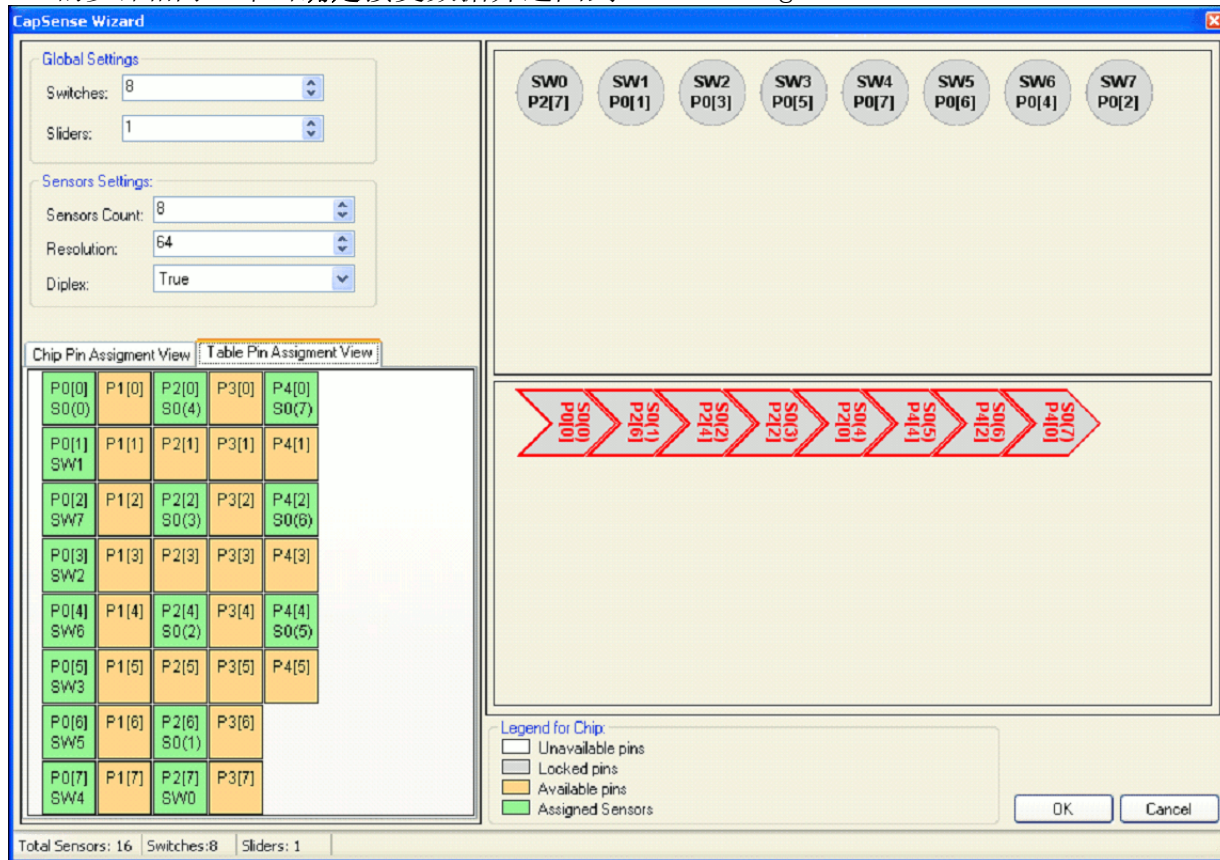 确定接受数据并返回到
CapSense Wizard
Global Settings
Switches: 8
Sliders: 1
Sensors Settings:
Sensors Count: 8
Resolution: 64
Diplex: True
Chip Pin Assigment View Table Pin Assigment View
P0[0] P1[0] P2[0] P3[0] P4[0]
S0(0) S0(4) S0(7)
P0[1] P1[1] P2[1] P3[1] P4[1]
SW1
P0[2] P1[2] P2[2] P3[2] P4[2]
SW7 S0(3) S0(6)
P0[3] P1[3] P2[3] P3[3] P4[3]
SW2
P0[4] P1[4] P2[4] P3[4] P4[4]
SW6 S0(2) S0(5)
P0[5] P1[5] P2[5] P3[5] P4[5]
SW3
P0[6] P1[6] P2[6] P3[6]
SW5 S0(1)
P0[7] P1[7] P2[7] P3[7]
SW4 SW0
SW0 SW1 SW2 SW3 SW4 SW5 SW6 SW7
P2[7] P0[1] P0[3] P0[5] P0[7] P0[6] P0[4] P0[2]
S0(0) S0(1) S0(2) S0(3) S0(4) S0(5) S0(6) S0(7)
P0[0] P2[6] P2[4] P2[2] P2[0] P4[4] P4[2] P4[0]
Legend for Chip:
Unavailable pins
Locked pins
Available pins
Assigned Sensors
OK Cancel
Total Sensors: 16 Switches:8 Sliders: 1